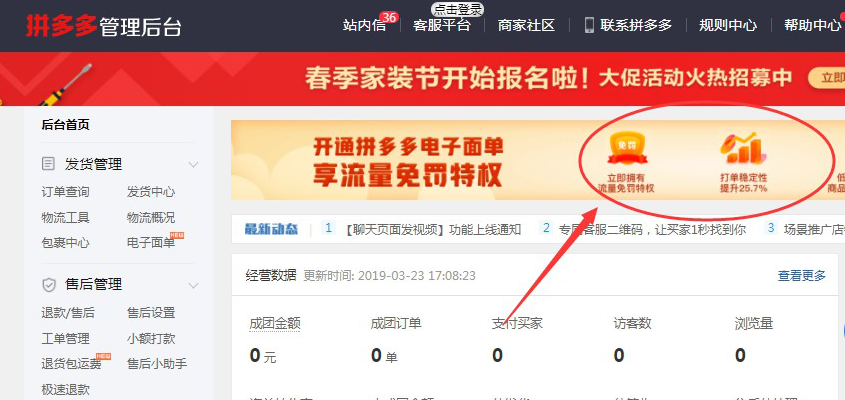 拼多多管理后台
站内信 36
点击登录
客服平台
商家社区
联系拼多多
规则中心
帮助中心
春季家装节开始报名啦！大促活动火热招募中
立即
后台首页
发货管理
订单查询 发货中心
物流工具 物流概况
包裹中心 电子面单
售后管理
退款/售后 售后设置
工单管理 小额打款
退货包运费 售后小助手
极速退款
开通拼多多电子面单
享流量免罚特权
免罚
立即拥有
流量免罚特权
打单稳定性
提升25.7%
最新动态 1 【聊天页面发视频】功能上线通知 2 专属客服二维码，让买家1秒找到你 3 场景推广店
经营数据 更新时间: 2019-03-23 17:08:23 查看更多
成团金额 成团订单 支付买家 访客数 浏览量
0 元 0 单 0 0 0